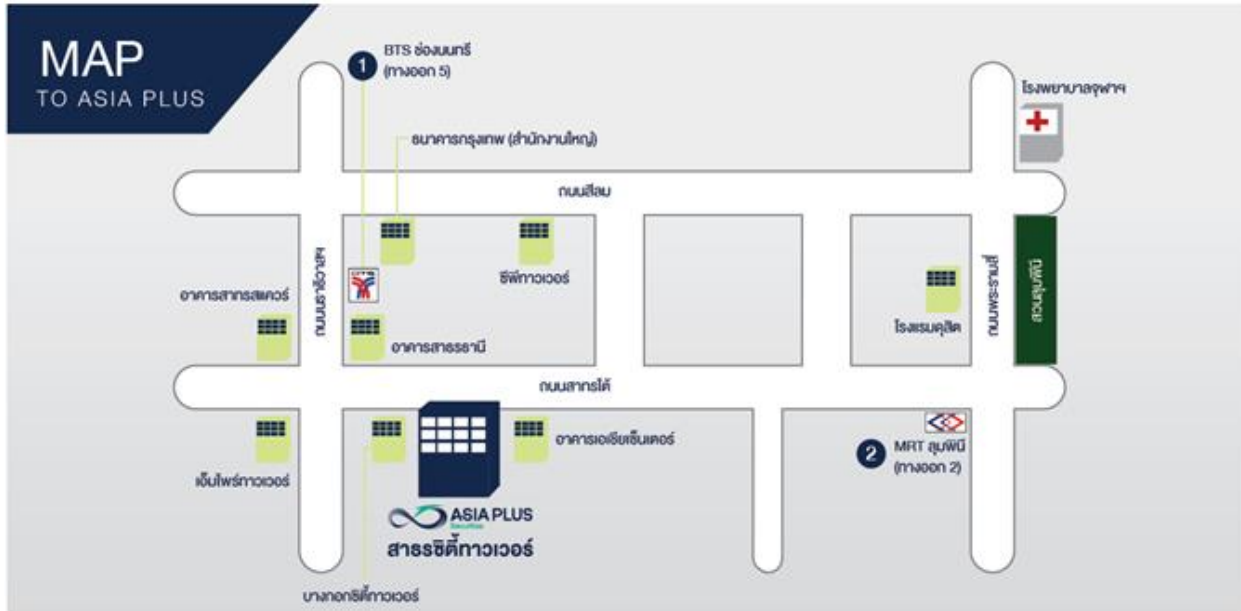 MAP
TO ASIA PLUS
1
BTS ช่องนนทรี
(ทางออก 5)
โรงพยาบาลจุฬาฯ
ธนาคารกรุงเทพ (สำนักงานใหญ่)
ถนนสีลม
ถนนนราธิวาสฯ
BTS
ซีพีทาวเวอร์
ถนนพระรามสี่
สวนลุมพินี
อาคารสาทรสแควร์
โรงแรมดุสิต
อาคารสาธรธานี
ถนนสาทรใต้
อาคารเอเชียเซ็นเตอร์
2
MRT ลุมพินี
(ทางออก 2)
เอ็มไพร์ทาวเวอร์
ASIA PLUS
Securities
สาธรซิตี้ทาวเวอร์
บางกอกซิตี้ทาวเวอร์